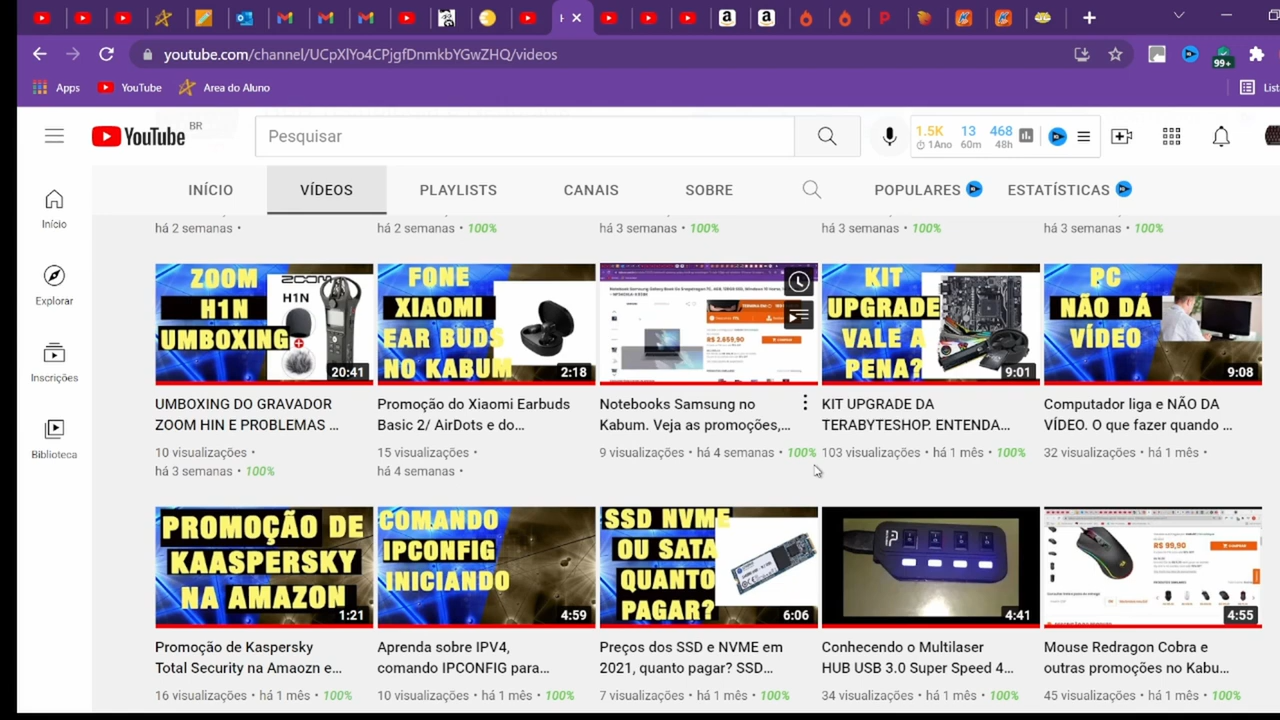 youtube.com/channel/UCpXlYo4CPjgfDnmkbYGwZHQ/videos
99+
Apps YouTube Area do Aluno List
YouTube BR
Pesquisar
1.5K 13 468
1Ano 60m 48h
INÍCIO VÍDEOS PLAYLISTS CANAIS SOBRE POPULARES ESTATÍSTICAS
Início
Explorar
Inscrições
Biblioteca
há 2 semanas • há 2 semanas • 100% há 3 semanas • 100% há 3 semanas • 100% há 3 semanas • 100%
ZOOM
H1N
UMBOXING
ZOOM
H1N
20:41
FONE
XIAOMI
EAR BUDS
NO KABUM
2:18
R$ 2.659,90
KIT
UPGRADE
VALE A
PENA?
9:01
PC
NÃO DÁ
VÍDEO
9:08
UMBOXING DO GRAVADOR
ZOOM HIN E PROBLEMAS ...
10 visualizações •
há 3 semanas • 100%
Promoção do Xiaomi Earbuds
Basic 2/ AirDots e do...
15 visualizações •
há 4 semanas •
Notebooks Samsung no
Kabum. Veja as promoções,...
9 visualizações • há 4 semanas • 100%
KIT UPGRADE DA
TERABYTESHOP. ENTENDA...
103 visualizações • há 1 mês • 100%
Computador liga e NÃO DA
VÍDEO. O que fazer quando ...
32 visualizações • há 1 mês •
PROMOÇÃO DE
KAASPERSKY
NA AMAZON
1:21
COMANDO
IPCONFIG
INICIANDO
4:59
SSD NVME
OU SATA
QUANTO
PAGAR?
6:06
4:41
R$ 99,90
4:55
Promoção de Kaspersky
Total Security na Amaozn e...
16 visualizações • há 1 mês • 100%
Aprenda sobre IPV4,
comando IPCONFIG para...
10 visualizações • há 1 mês • 100%
Preços dos SSD e NVME em
2021, quanto pagar? SSD...
7 visualizações • há 1 mês • 100%
Conhecendo o Multilaser
HUB USB 3.0 Super Speed 4...
34 visualizações • há 1 mês • 100%
Mouse Redragon Cobra e
outras promoções no Kabu...
45 visualizações • há 1 mês • 100%